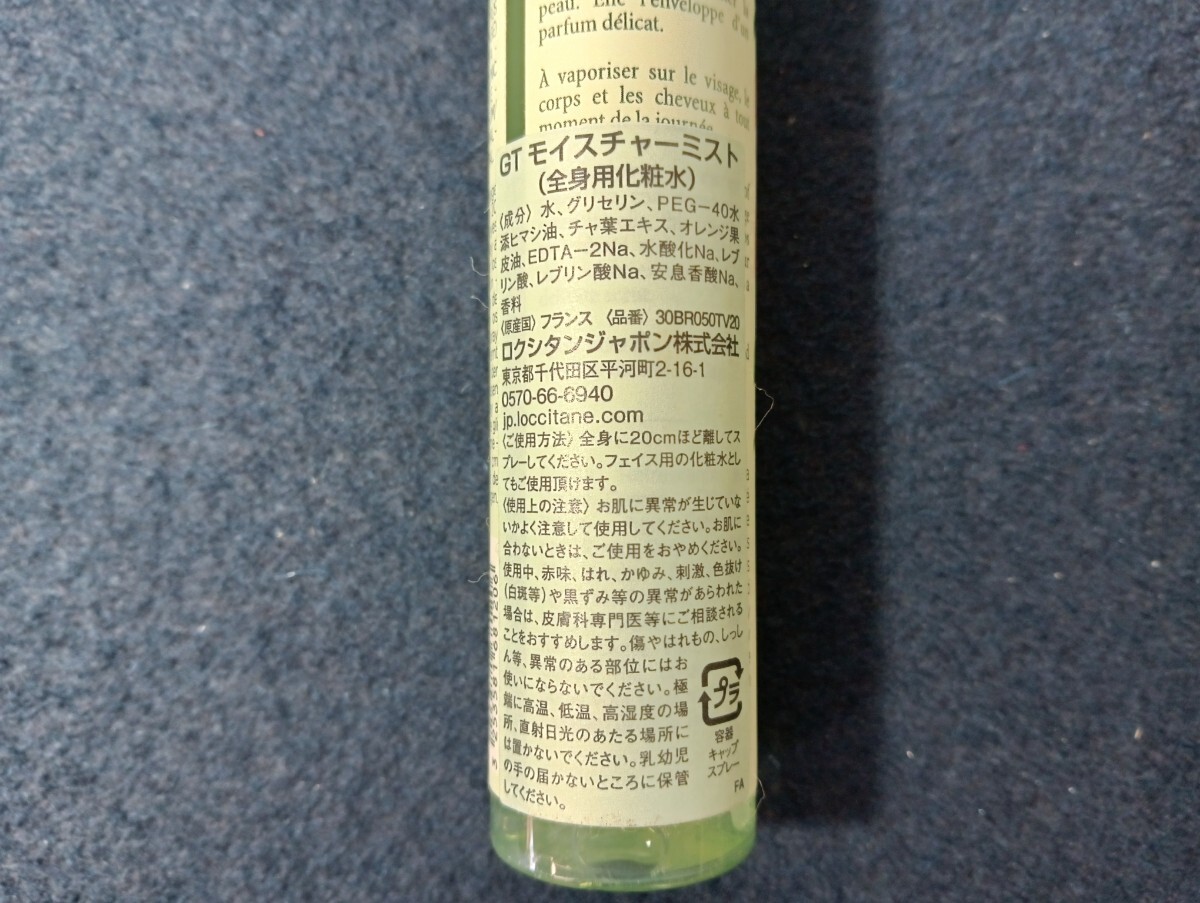 peau. Elle l'enveloppe d'un
parfum délicat.
À vaporiser sur le visage, le
corps et les cheveux à tout
moment de la journée.
GT モイスチャーミスト
(全身用化粧水)
〈成分〉水、グリセリン、PEG-40水
添ヒマシ油、チャ葉エキス、オレンジ果
皮油、EDTA-2Na、水酸化Na、レブ
リン酸、レブリン酸Na、安息香酸Na、
香料
〈原産国〉フランス 〈品番〉30BR050TV20
ロクシタンジャポン株式会社
東京都千代田区平河町2-16-1
0570-66-6940
jp.loccitane.com
〈ご使用方法〉全身に20cmほど離してス
プレーしてください。フェイス用の化粧水とし
てもご使用頂けます。
〈使用上の注意〉お肌に異常が生じていな
いかよく注意して使用してください。お肌に
合わないときは、ご使用をおやめください。
使用中、赤味、はれ、かゆみ、刺激、色抜け
(白斑等)や黒ずみ等の異常があらわれた
場合は、皮膚科専門医等にご相談される
ことをおすすめします。傷やはれもの、しっし
ん等、異常のある部位にはお
使いにならないでください。極
端に高温、低温、高湿度の場
所、直射日光のあたる場所に
は置かないでください。乳幼児
の手の届かないところに保管
してください。
プラ
容器
キャップ
スプレー
FA